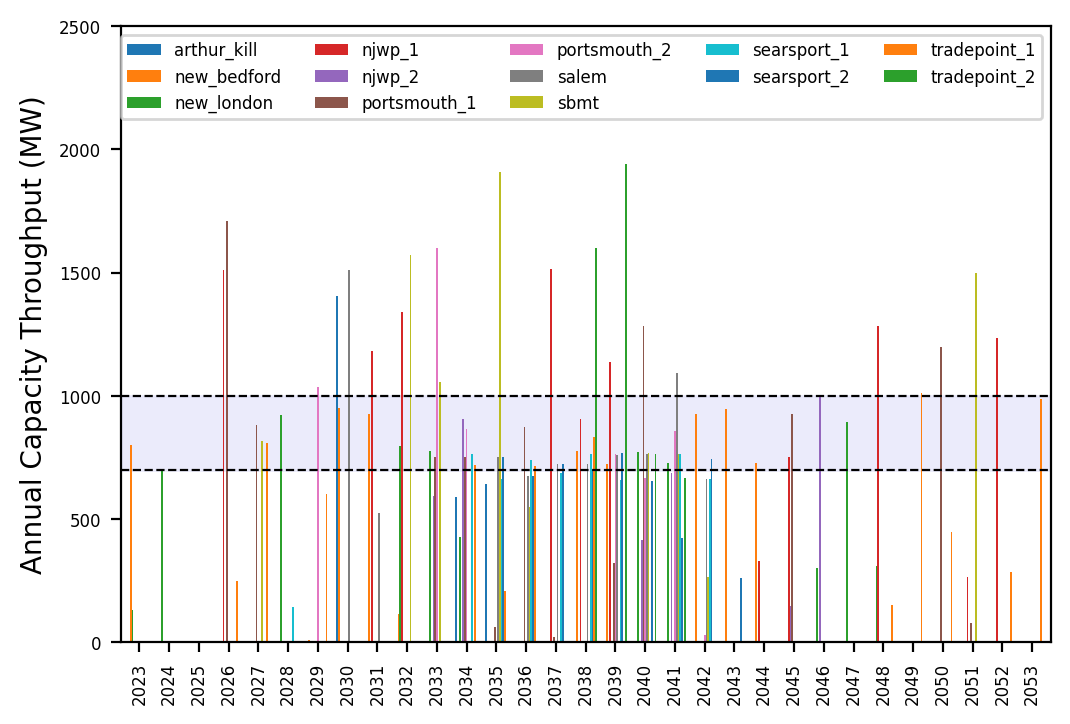 2500
arthur_kill njwp_1 portsmouth_2 searsport_1 tradepoint_1
new_bedford njwp_2 salem searsport_2 tradepoint_2
new_london portsmouth_1 sbmt
2000
1500
1000
500
0
Annual Capacity Throughput (MW)
2023 2024 2025 2026 2027 2028 2029 2030 2031 2032 2033 2034 2035 2036 2037 2038 2039 2040 2041 2042 2043 2044 2045 2046 2047 2048 2049 2050 2051 2052 2053